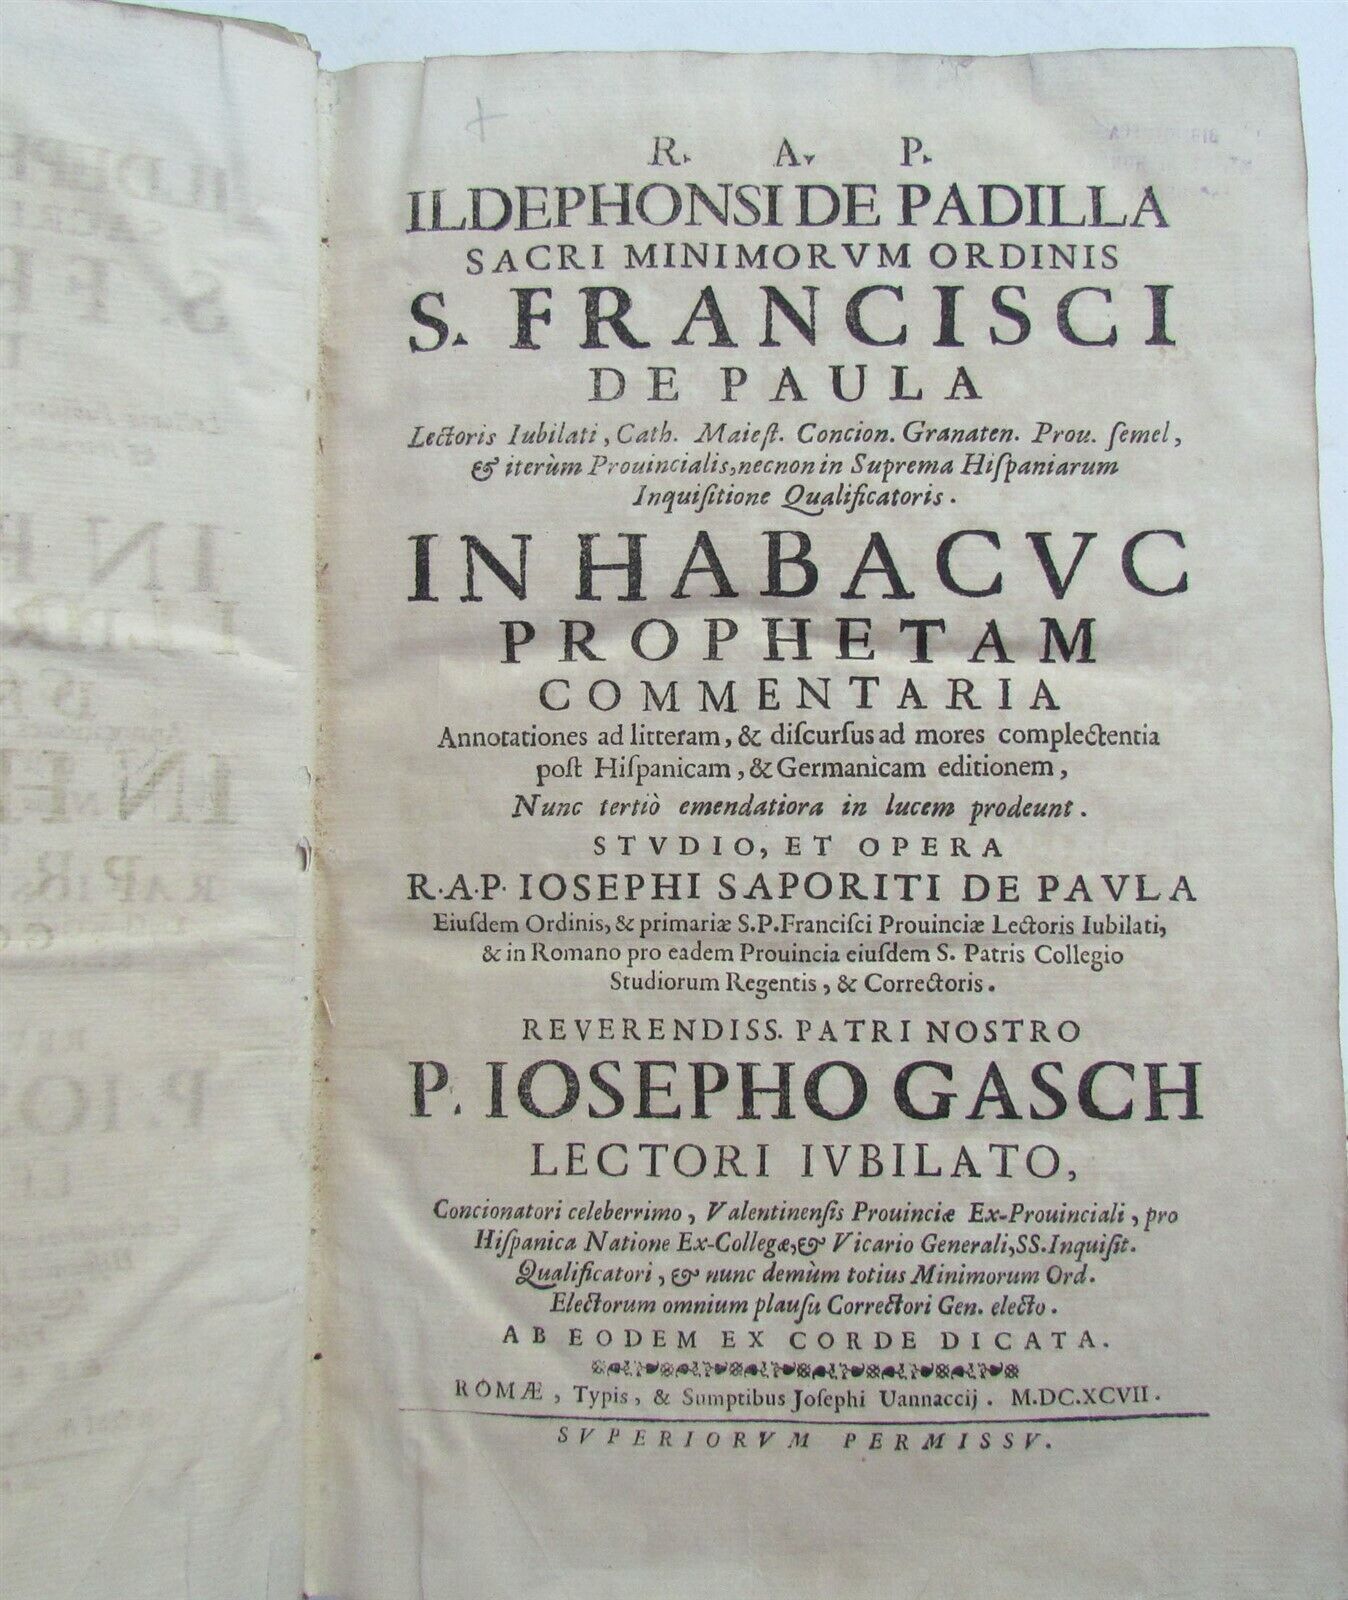 R. A. P.
ILDEPHONSI DE PADILLA
SACRI MINIMORVM ORDINIS
S. FRANCISCI
DE PAULA
Lectoris Iubilati, Cath. Maieſt. Concion. Granaten. Prou. ſemel,
& iterùm Prouincialis, necnon in Suprema Hiſpaniarum
Inquiſitione Qualificatoris.
IN HABACVC
PROPHETAM
COMMENTARIA
Annotationes ad litteram, & diſcurſus ad mores complectentia
poſt Hiſpanicam, & Germanicam editionem,
Nunc tertiò emendatiora in lucem prodeunt.
STVDIO, ET OPERA
R.A.P. IOSEPHI SAPORITI DE PAVLA
Eiuſdem Ordinis, & primariæ S.P. Franciſci Prouinciæ Lectoris Iubilati,
& in Romano pro eadem Prouincia eiuſdem S. Patris Collegio
Studiorum Regentis, & Correctoris.
REVERENDISS. PATRI NOSTRO
P. IOSEPHO GASCH
LECTORI IVBILATO,
Concionatori celeberrimo, Valentinenſis Prouinciæ Ex-Prouinciali, pro
Hiſpanica Natione Ex-Collegæ, & Vicario Generali, SS. Inquiſit.
Qualificatori, & nunc demùm totius Minimorum Ord.
Electorum omnium plauſu Correctori Gen. electo.
AB EODEM EX CORDE DICATA.
ROMÆ, Typis, & Sumptibus Joſephi Uannaccij. M.DC.XCVII.
SVPERIORVM PERMISSV.